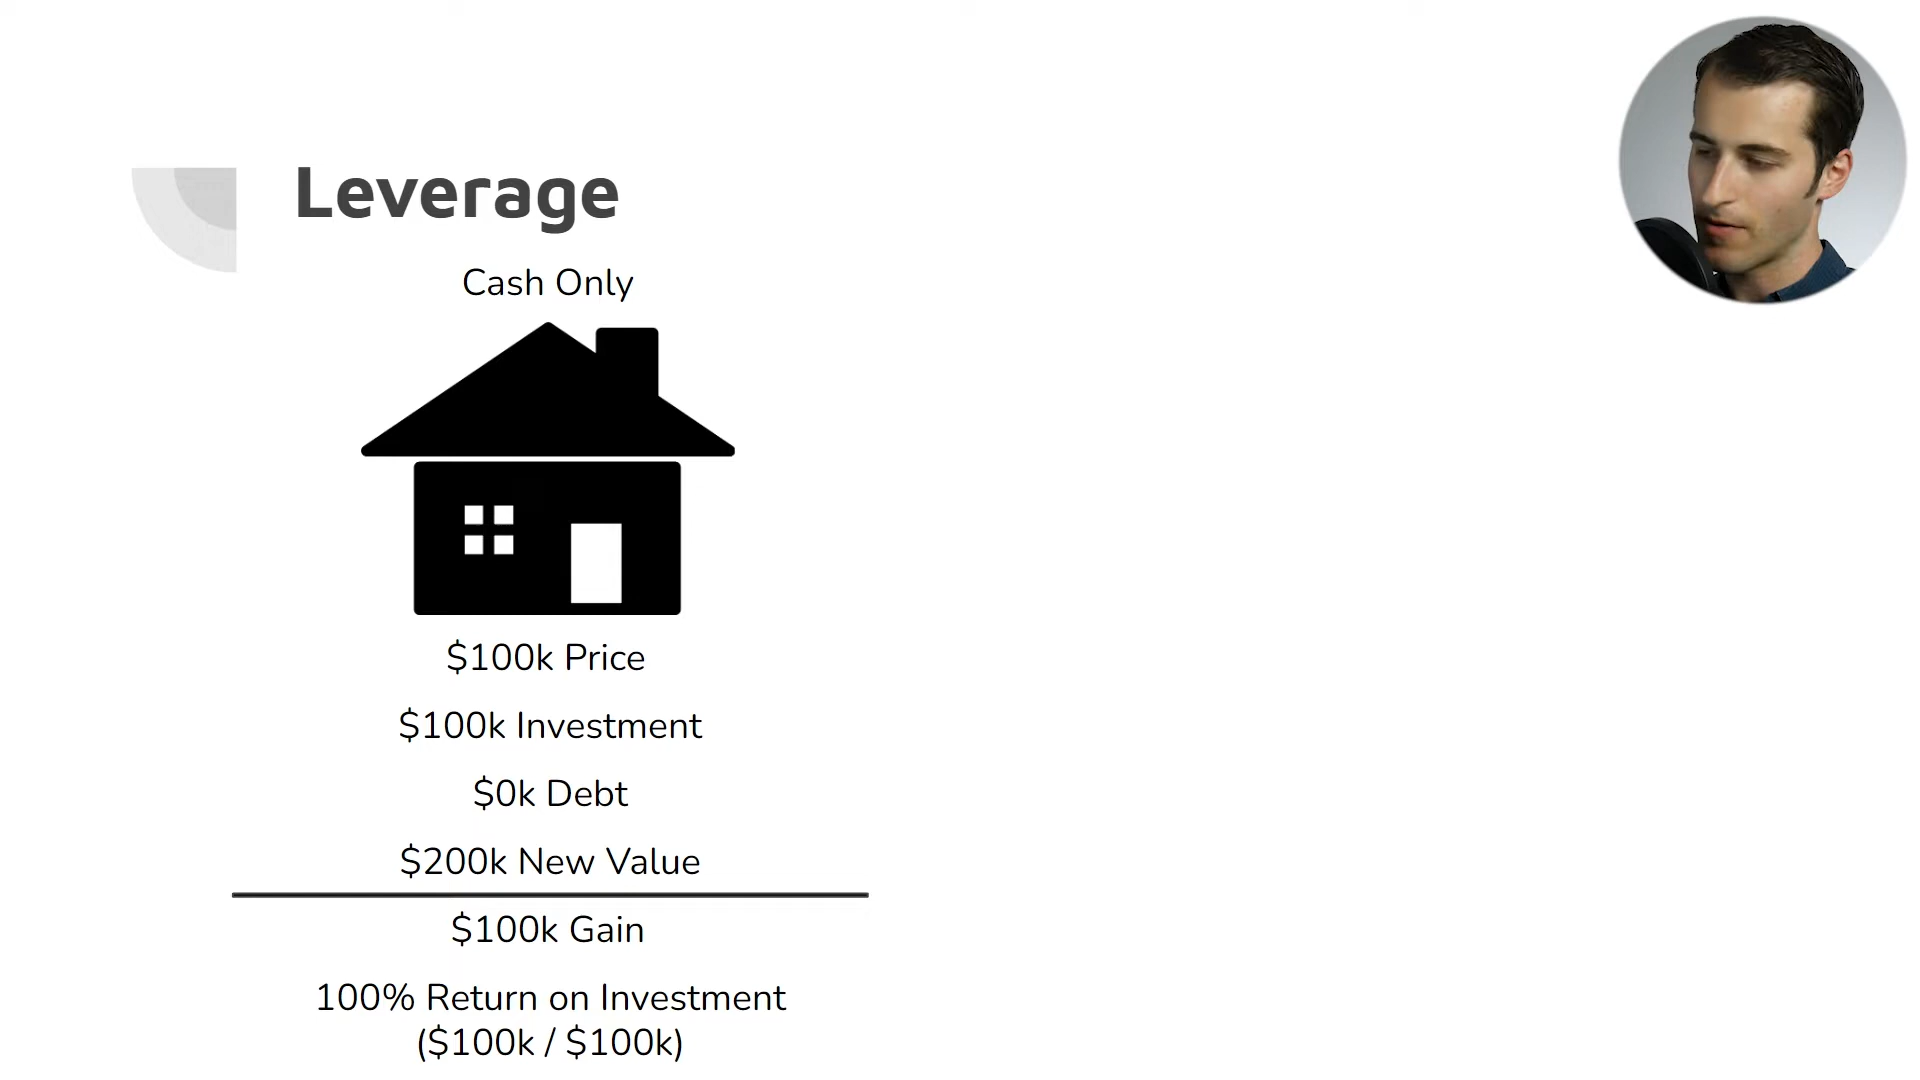 Leverage
Cash Only
$100k Price
$100k Investment
$0k Debt
$200k New Value
$100k Gain
100% Return on Investment
($100k / $100k)